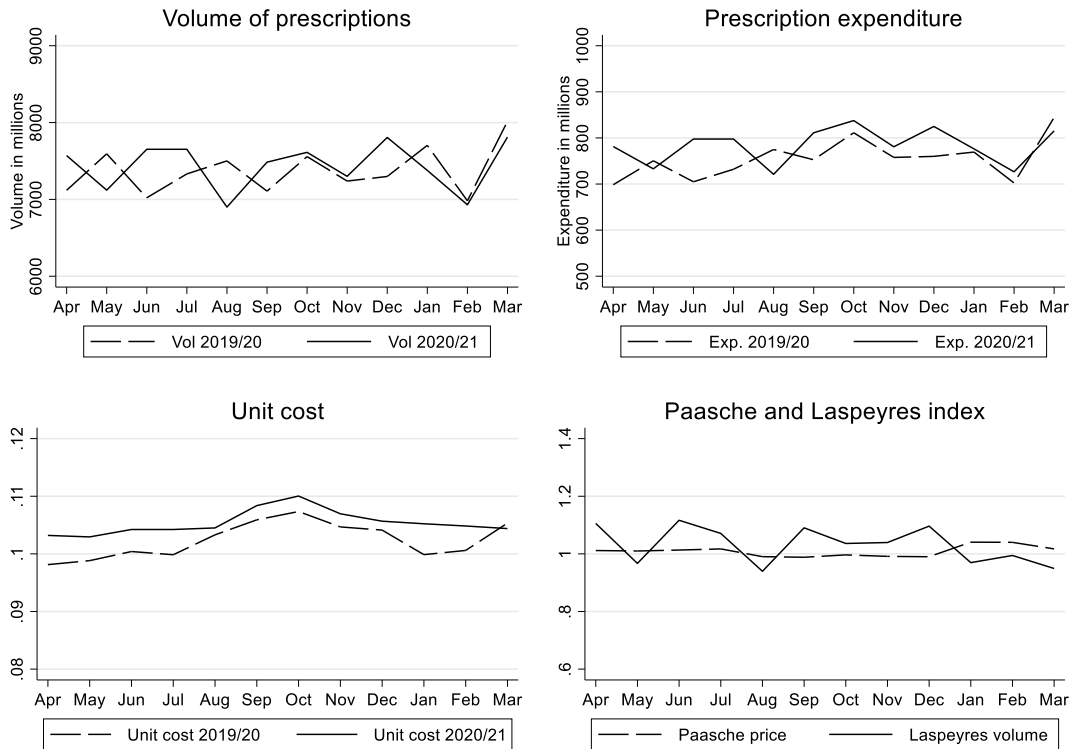 Volume of prescriptions
Volume in millions
9000
8000
7000
6000
Apr May Jun Jul Aug Sep Oct Nov Dec Jan Feb Mar
Vol 2019/20 Vol 2020/21
Prescription expenditure
Expenditure in millions
1000
900
800
700
600
500
Apr May Jun Jul Aug Sep Oct Nov Dec Jan Feb Mar
Exp. 2019/20 Exp. 2020/21
Unit cost
.12
.11
.1
.09
.08
Apr May Jun Jul Aug Sep Oct Nov Dec Jan Feb Mar
Unit cost 2019/20 Unit cost 2020/21
Paasche and Laspeyres index
1.4
1.2
1
.8
.6
Apr May Jun Jul Aug Sep Oct Nov Dec Jan Feb Mar
Paasche price Laspeyres volume